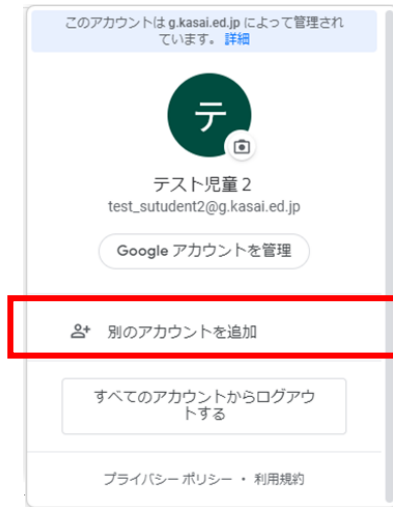 このアカウントは g.kasai.ed.jp によって管理され
ています。 詳細
テ
テスト児童 2
test_sutudent2@g.kasai.ed.jp
Google アカウントを管理
別のアカウントを追加
すべてのアカウントからログアウ
トする
プライバシー ポリシー ・ 利用規約